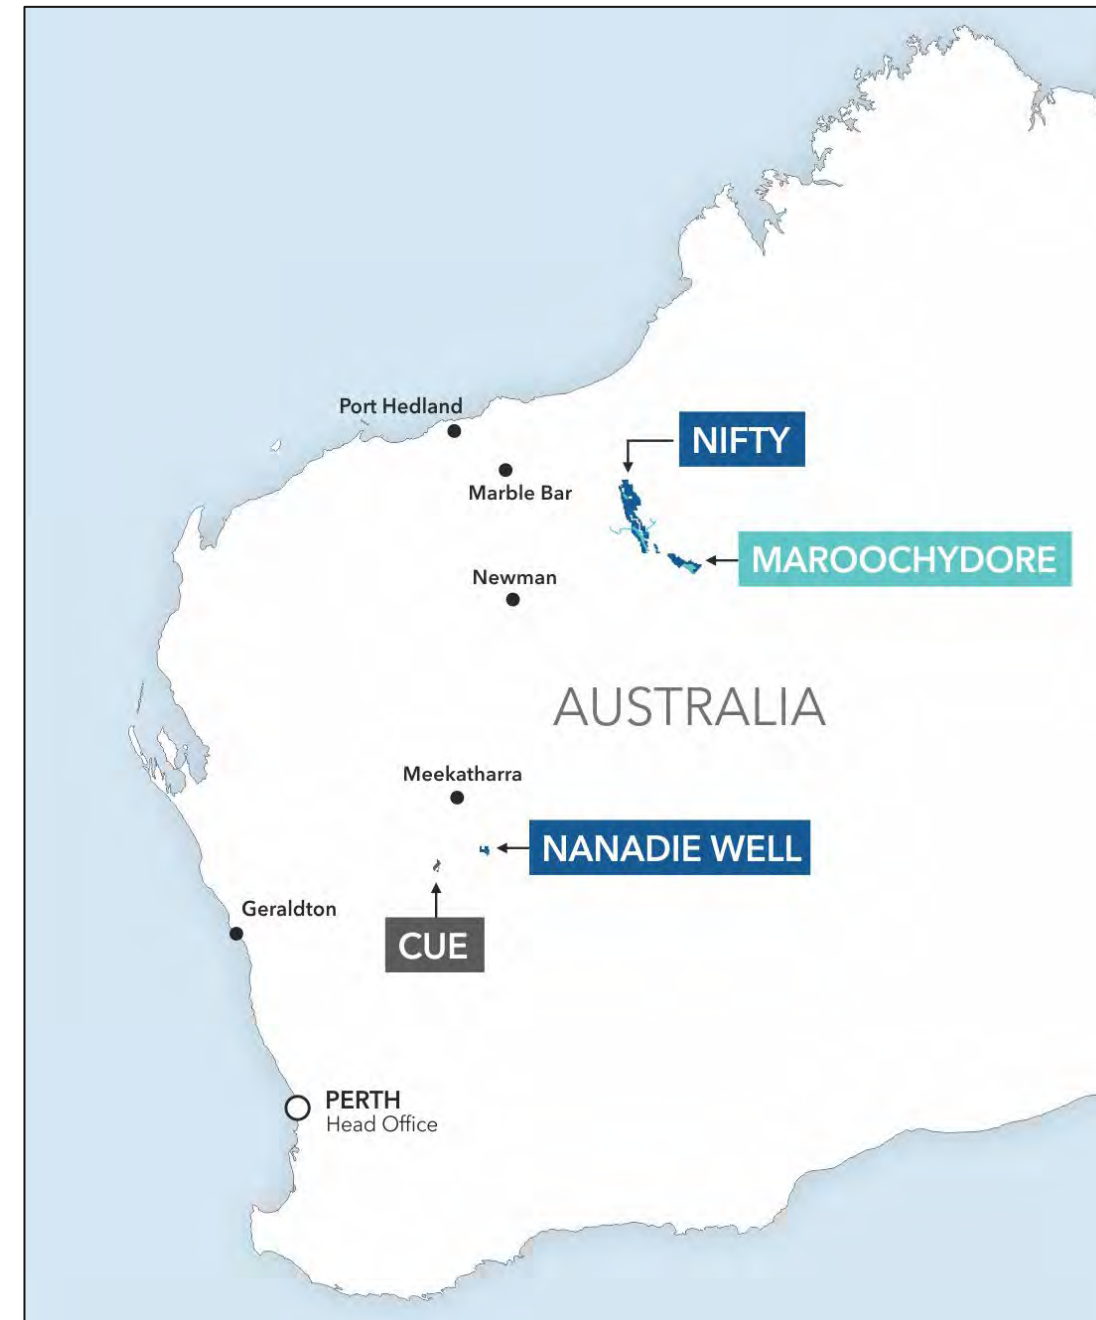 Port Hedland
NIFTY
Marble Bar
MAROOCHYDORE
Newman
AUSTRALIA
Meekatharra
NANADIE WELL
Geraldton
CUE
PERTH
Head Office